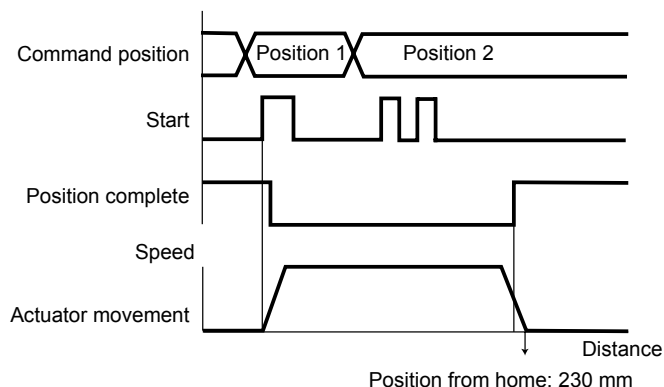 Command position
Position 1
Position 2
Start
Position complete
Speed
Actuator movement
Distance
Position from home: 230 mm